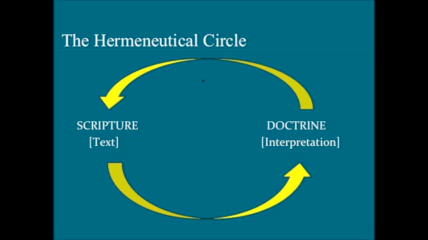 The Hermeneutical Circle
SCRIPTURE
[Text]
DOCTRINE
[Interpretation]